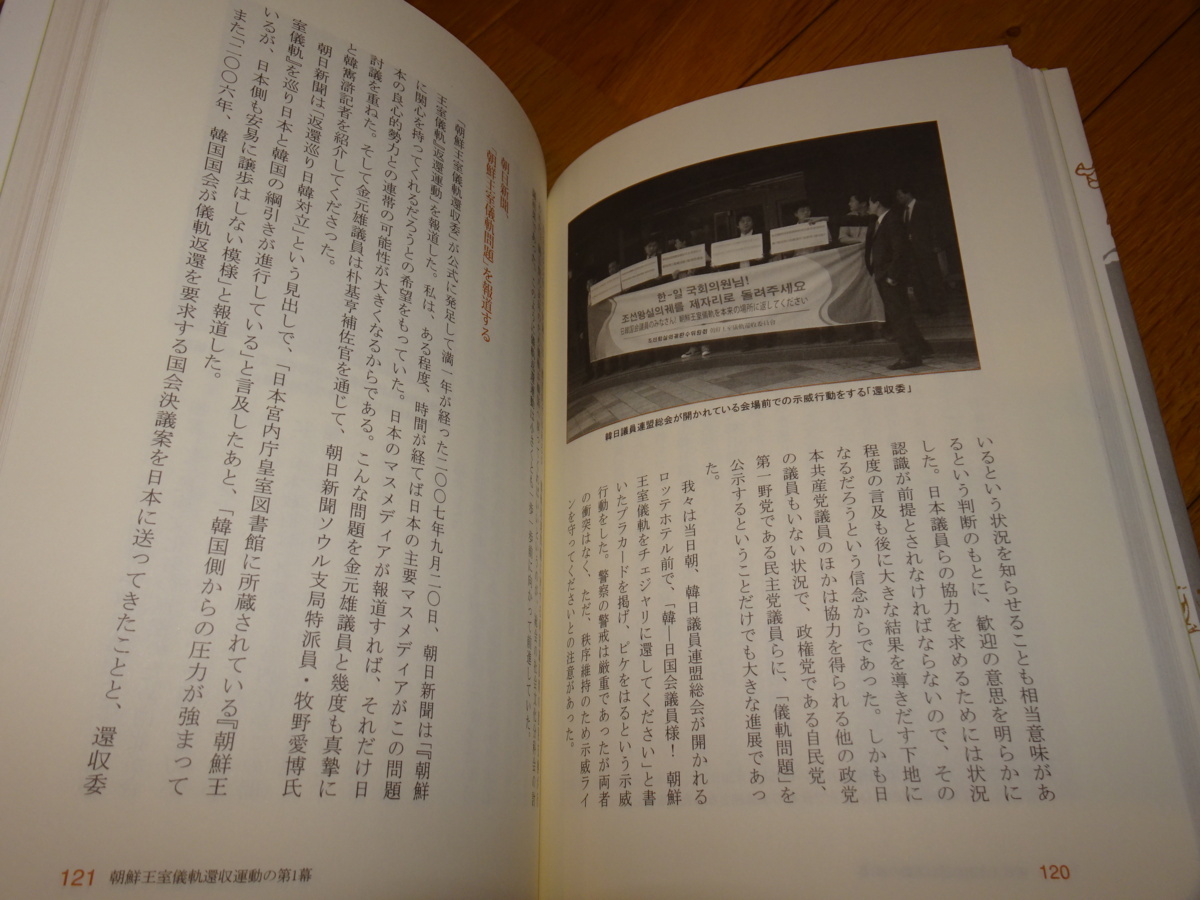 한-일 국회의원님!
조선왕실의궤를 제자리로 돌려주세요
日韓国会議員のみなさん! 朝鮮王室儀軌を本来の場所に返してください
韓日議員連盟総会が開かれている会場前での示威行動をする「還収委」
いるという状況を知らせることも相当意味があ
るという判断のもとに、歓迎の意思を明らかに
した。日本議員らの協力を求めるためには状況
認識が前提とされなければならないので、その
程度の言及も後に大きな結果を導きだす下地に
なるだろうという信念からであった。しかも日
本共産党議員のほかは協力を得られる他の政党
の議員もいない状況で、政権党である自民党、
第一野党である民主党議員らに、「儀軌問題」を
公示するということだけでも大きな進展であっ
た。
我々は当日朝、韓日議員連盟総会が開かれる
ロッテホテル前で、「韓―日国会議員様! 朝鮮
王室儀軌をチェジャリに還してください」と書
いたプラカードを掲げ、ピケをはるという示威
行動をした。警察の警戒は厳重であったが両者
の衝突はなく、ただ、秩序維持のため示威ライ
ンを守ってくださいとの注意があった。
120
朝日新聞、
「朝鮮王室儀軌問題」を報道する
「朝鮮王室儀軌還収委」が公式に発足して満一年が経った二〇〇七年九月二〇日、朝日新聞は『朝鮮
王室儀軌』返還運動」を報道した。私は、ある程度、時間が経てば日本の主要マスメディアがこの問題
に関心を持ってくれるだろうとの希望をもっていた。日本のマスメディアが報道すれば、それだけ日
本の良心的勢力との連帯の可能性が大きくなるからである。こんな問題を金元雄議員と幾度も真摯に
討議を重ねた。そして金元雄議員は朴基亨補佐官を通じて、朝日新聞ソウル支局特派員・牧野愛博氏
と韓記者を紹介してくださった。
朝日新聞は「返還巡り日韓対立」という見出しで、「日本宮内庁皇室図書館に所蔵されている『朝鮮王
室儀軌』を巡り日本と韓国の綱引きが進行している」と言及したあと、「韓国側からの圧力が強まって
いるが、日本側も安易に譲歩はしない模様」と報道した。
また「二〇〇六年、韓国国会が儀軌返還を要求する国会決議案を日本に送ってきたことと、還収委
121 朝鮮王室儀軌還収運動の第1幕